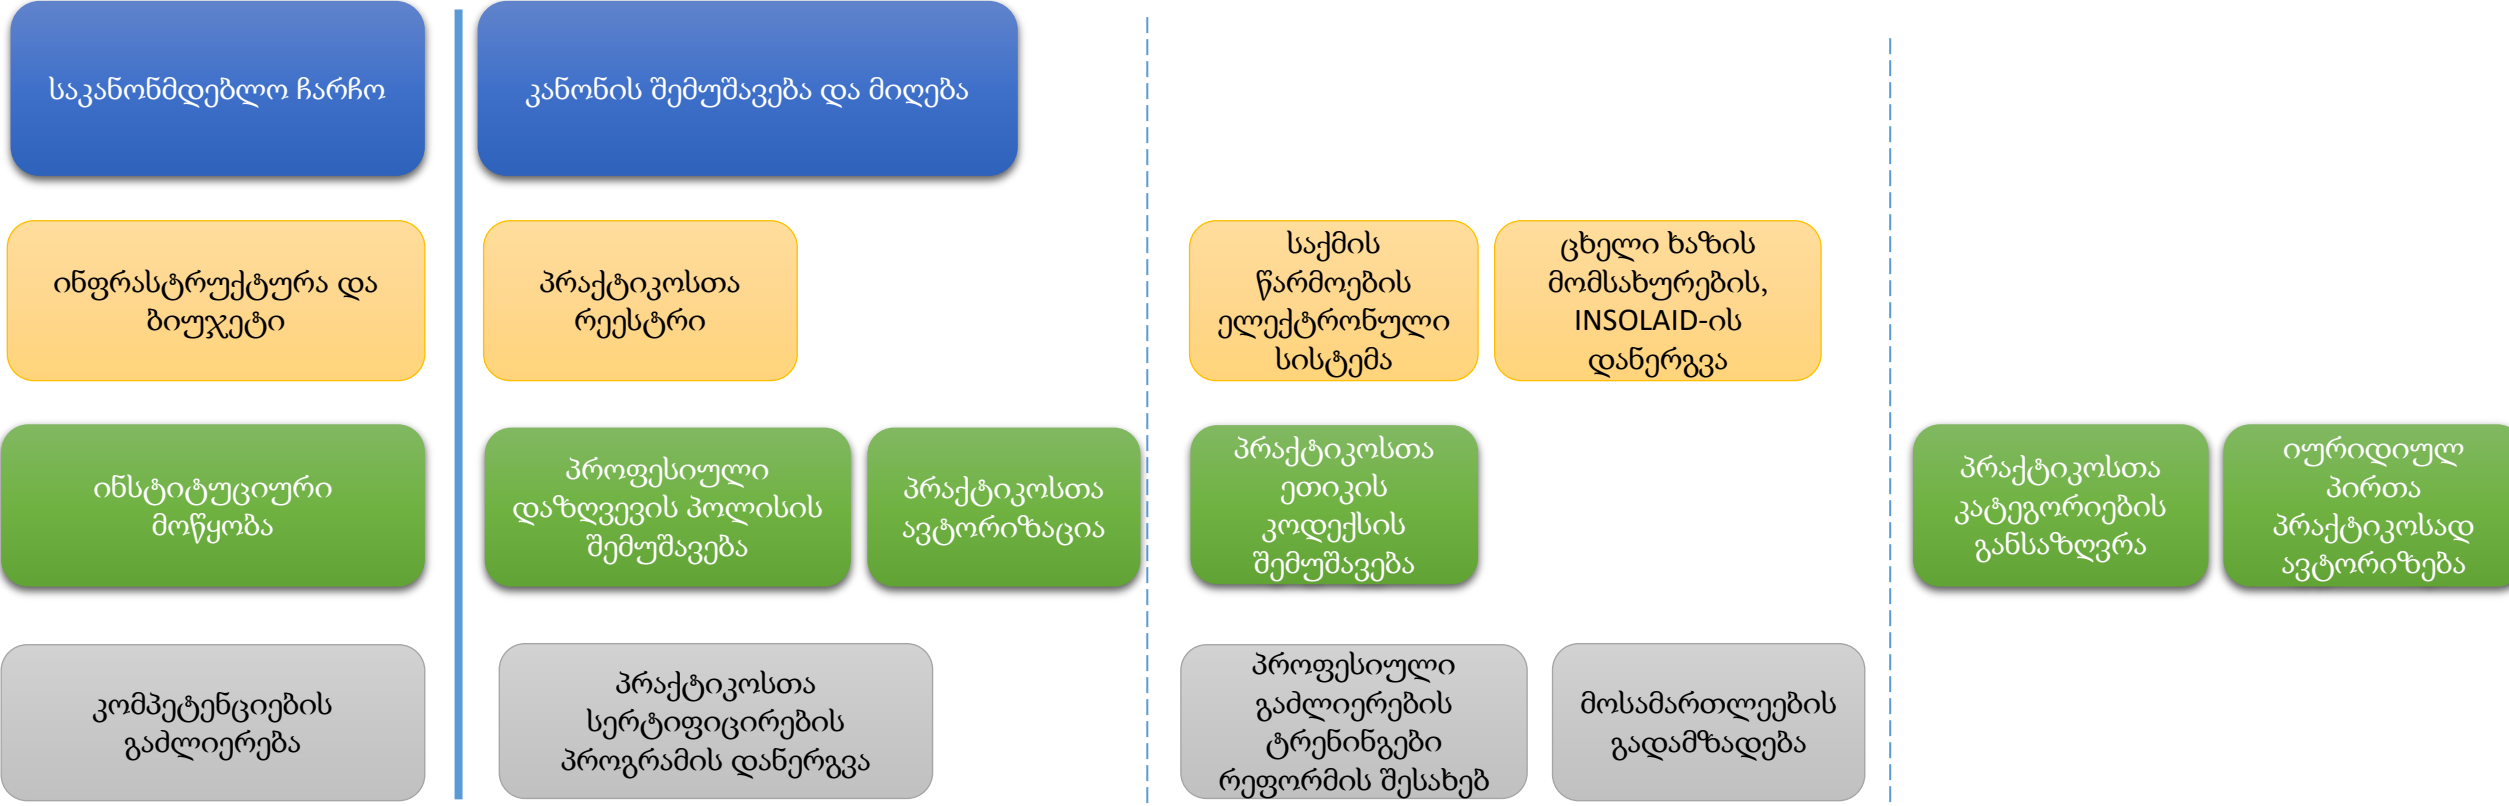 საკანონმდებლო ჩარჩო
კანონის შემუშავება და მიღება
ინფრასტრუქტურა და
ბიუჯეტი
პრაქტიკოსთა
რეესტრი
საქმის
წარმოების
ელექტრონული
სისტემა
ცხელი ხაზის
მომსახურების,
INSOLAID-ის
დანერგვა
ინსტიტუციური
მოწყობა
პროფესიული
დაზღვევის პოლისის
შემუშავება
პრაქტიკოსთა
ავტორიზაცია
პრაქტიკოსთა
ეთიკის
კოდექსის
შემუშავება
პრაქტიკოსთა
კატეგორიების
განსაზღვრა
იურიდიულ
პირთა
პრაქტიკოსად
ავტორიზება
კომპეტენციების
გაძლიერება
პრაქტიკოსთა
სერტიფიცირების
პროგრამის დანერგვა
პროფესიული
გაძლიერების
ტრენინგები
რეფორმის შესახებ
მოსამართლეების
გადამზადება